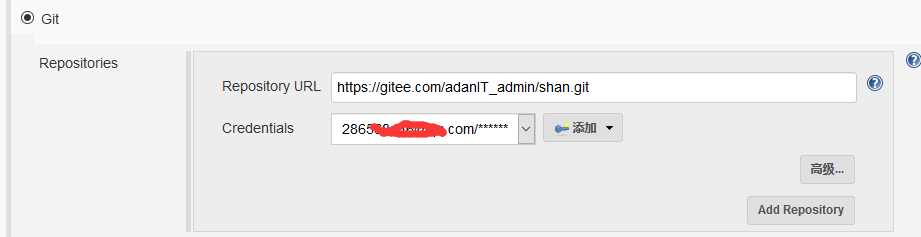 Git
Repositories
Repository URL
https://gitee.com/adanIT_admin/shan.git
Credentials
.com/******
添加
高级...
Add Repository